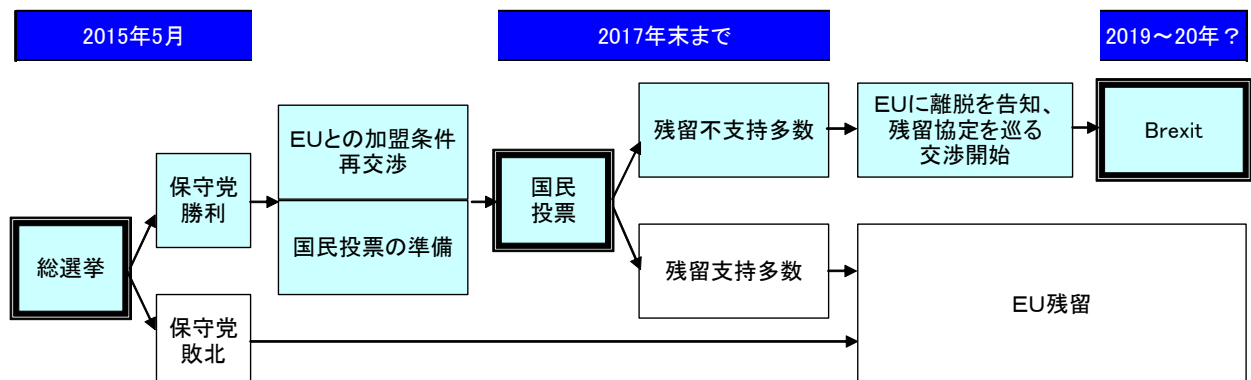 2015年5月
2017年末まで
2019～20年？
総選挙
保守党
勝利
保守党
敗北
ＥＵとの加盟条件
再交渉
国民投票の準備
国民
投票
残留不支持多数
残留支持多数
ＥＵに離脱を告知、
残留協定を巡る
交渉開始
Brexit
ＥＵ残留